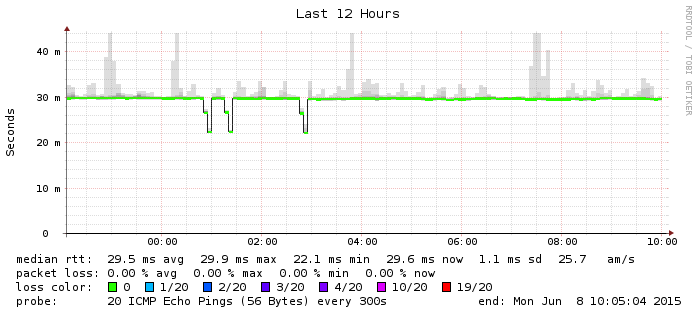 Last 12 Hours
RRDTOOL / TOBI OETIKER
Seconds
40 m
30 m
20 m
10 m
0
00:00 02:00 04:00 06:00 08:00 10:00
median rtt: 29.5 ms avg 29.9 ms max 22.1 ms min 29.6 ms now 1.1 ms sd 25.7 am/s
packet loss: 0.00 % avg 0.00 % max 0.00 % min 0.00 % now
loss color: 0 1/20 2/20 3/20 4/20 10/20 19/20
probe: 20 ICMP Echo Pings (56 Bytes) every 300s end: Mon Jun 8 10:05:04 2015